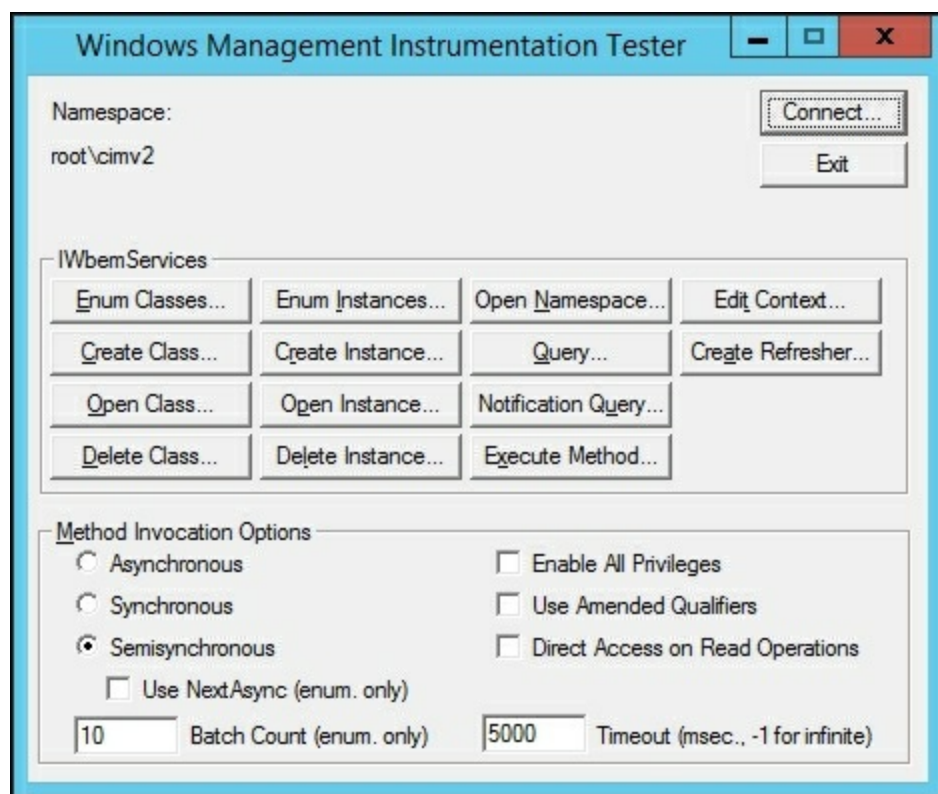 Windows Management Instrumentation Tester
Namespace:
Connect...
root\cimv2
Exit
IWbemServices
Enum Classes...
Enum Instances...
Open Namespace...
Edit Context...
Create Class...
Create Instance...
Query...
Create Refresher...
Open Class...
Open Instance...
Notification Query...
Delete Class...
Delete Instance...
Execute Method...
Method Invocation Options
Asynchronous
Enable All Privileges
Synchronous
Use Amended Qualifiers
Semisynchronous
Direct Access on Read Operations
Use NextAsync (enum. only)
10 Batch Count (enum. only)
5000 Timeout (msec., -1 for infinite)